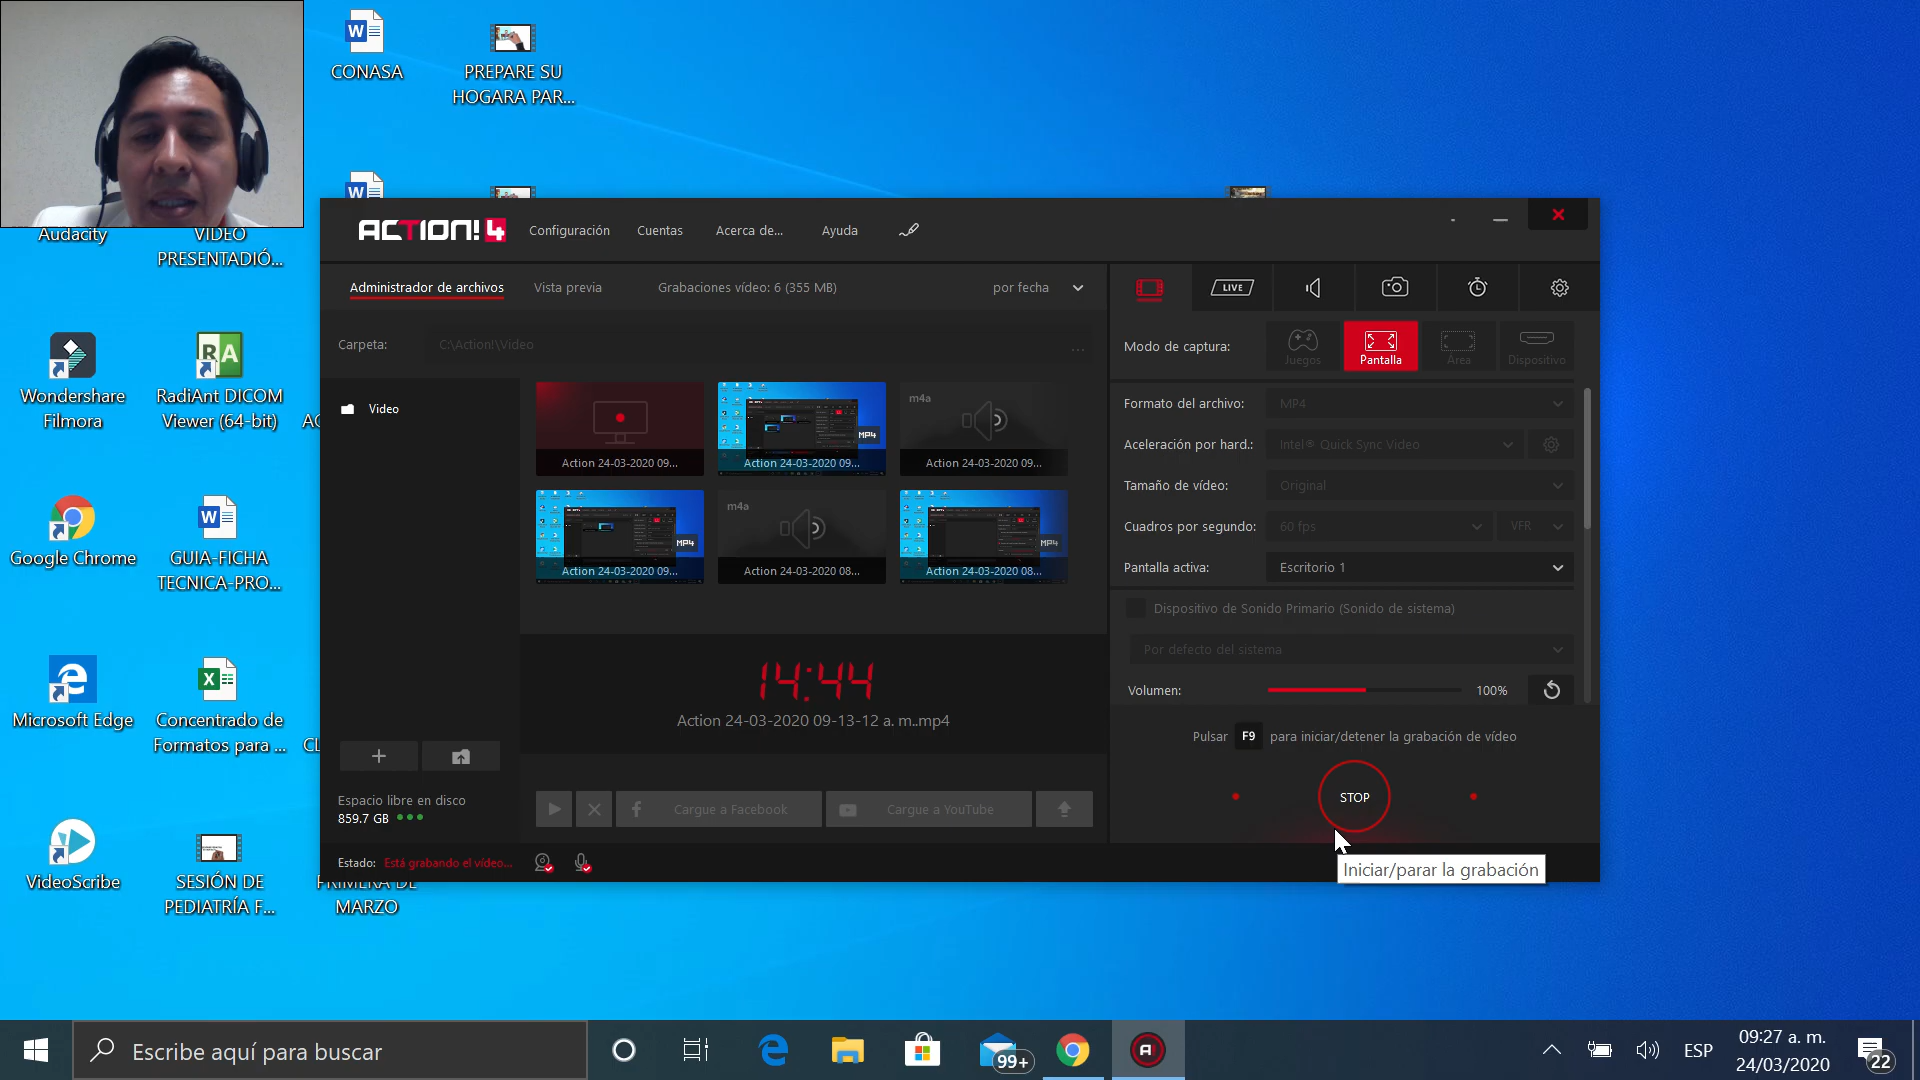 CONASA
PREPARE SU
HOGARA PAR...
Audacity
VIDEO
PRESENTADIÓ...
Wondershare
Filmora
RadiAnt DICOM
Viewer (64-bit)
Google Chrome
GUIA-FICHA
TECNICA-PRO...
Microsoft Edge
Concentrado de
Formatos para ...
VideoScribe
SESIÓN DE
PEDIATRÍA F...
PRIMERA DE
MARZO
ACTION! 4
Configuración
Cuentas
Acerca de...
Ayuda
Administrador de archivos
Vista previa
Grabaciones vídeo: 6 (355 MB)
por fecha
Carpeta:
C:\Action!\Video
...
Video
Action 24-03-2020 09...
MP4
Action 24-03-2020 09...
m4a
Action 24-03-2020 09...
MP4
Action 24-03-2020 09...
m4a
Action 24-03-2020 08...
MP4
Action 24-03-2020 08...
14:44
Action 24-03-2020 09-13-12 a. m..mp4
Espacio libre en disco
859.7 GB
Cargue a Facebook
Cargue a YouTube
Estado: Está grabando el vídeo...
LIVE
Modo de captura:
Juegos
Pantalla
Área
Dispositivo
Formato del archivo:
MP4
Aceleración por hard.:
Intel® Quick Sync Video
Tamaño de vídeo:
Original
Cuadros por segundo:
60 fps
VFR
Pantalla activa:
Escritorio 1
Dispositivo de Sonido Primario (Sonido de sistema)
Por defecto del sistema
Volumen:
100%
Pulsar F9 para iniciar/detener la grabación de vídeo
STOP
Iniciar/parar la grabación
Escribe aquí para buscar
99+
ESP
09:27 a. m.
24/03/2020
22